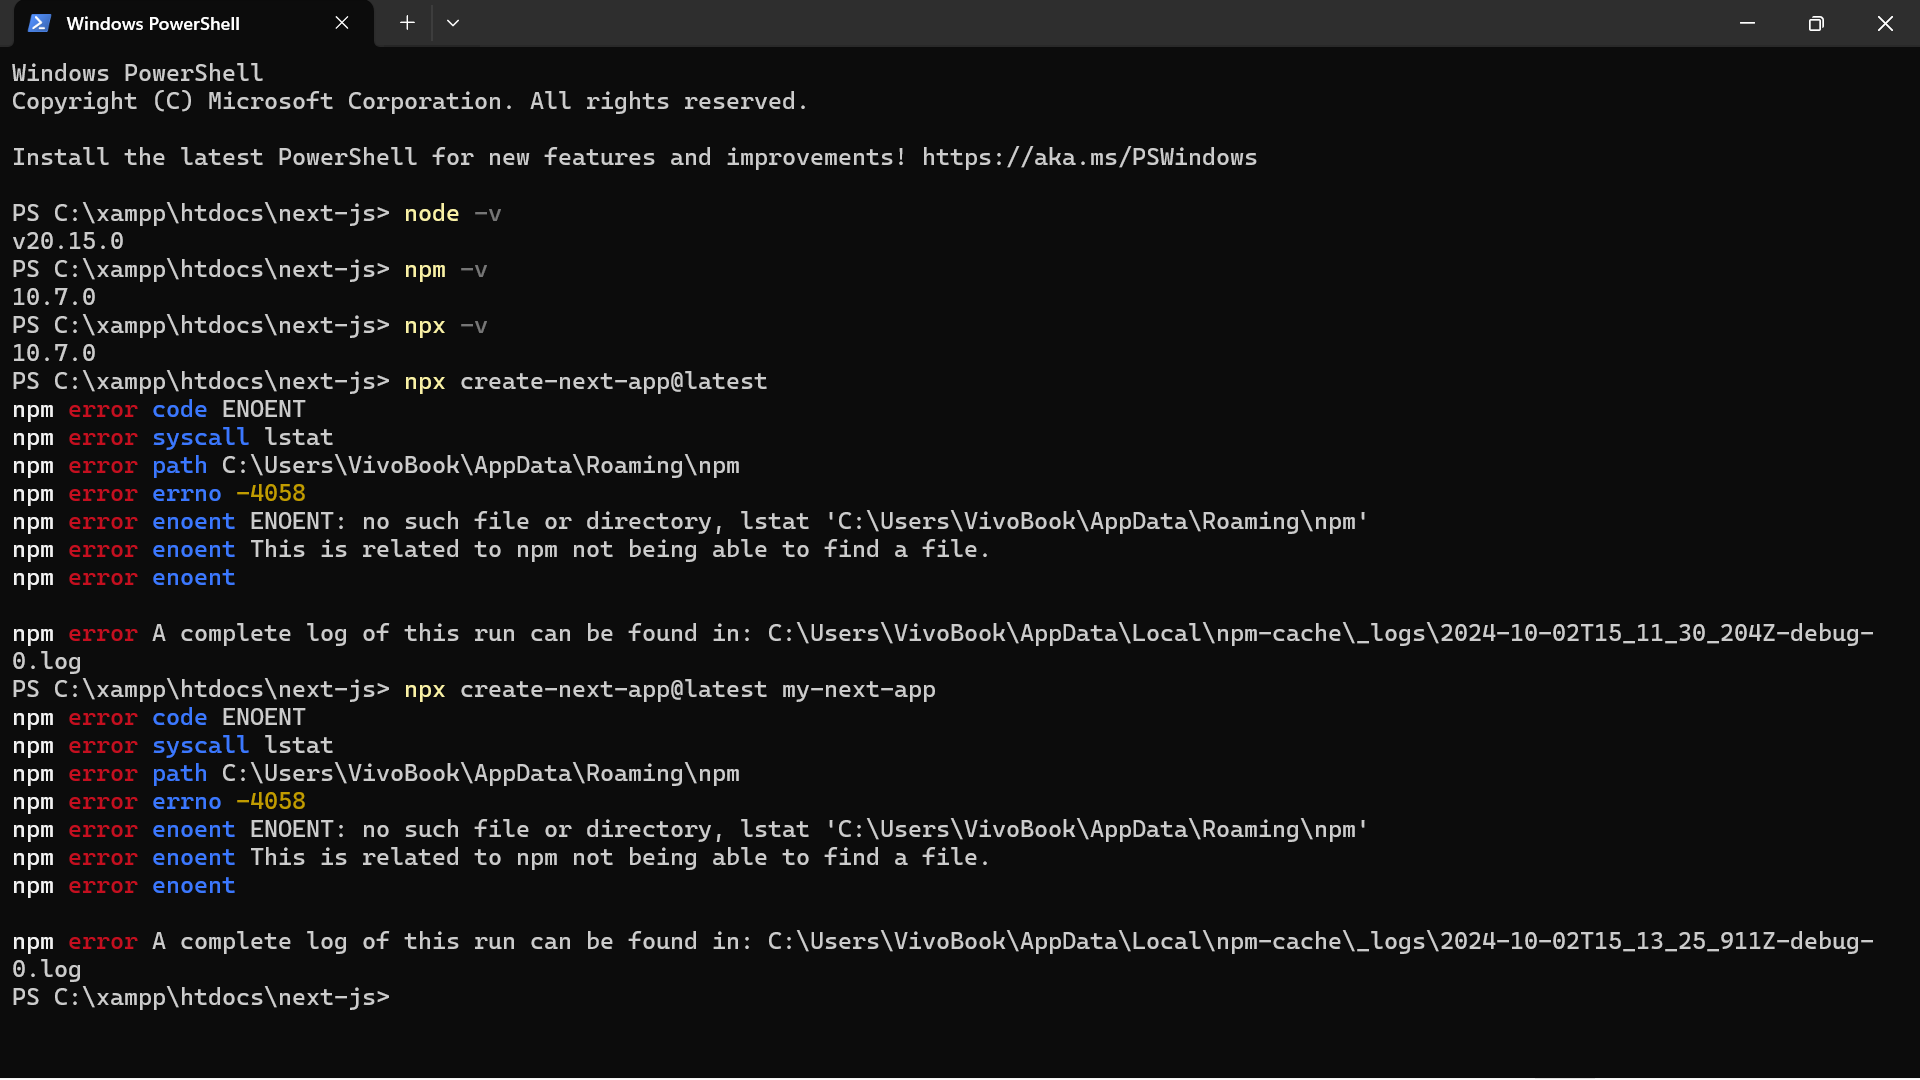 Windows PowerShell
Windows PowerShell
Copyright (C) Microsoft Corporation. All rights reserved.
Install the latest PowerShell for new features and improvements! https://aka.ms/PSWindows
PS C:\xampp\htdocs\next-js> node -v
v20.15.0
PS C:\xampp\htdocs\next-js> npm -v
10.7.0
PS C:\xampp\htdocs\next-js> npx -v
10.7.0
PS C:\xampp\htdocs\next-js> npx create-next-app@latest
npm error code ENOENT
npm error syscall lstat
npm error path C:\Users\VivoBook\AppData\Roaming\npm
npm error errno -4058
npm error enoent ENOENT: no such file or directory, lstat 'C:\Users\VivoBook\AppData\Roaming\npm'
npm error enoent This is related to npm not being able to find a file.
npm error enoent
npm error A complete log of this run can be found in: C:\Users\VivoBook\AppData\Local\npm-cache\_logs\2024-10-02T15_11_30_204Z-debug-
0.log
PS C:\xampp\htdocs\next-js> npx create-next-app@latest my-next-app
npm error code ENOENT
npm error syscall lstat
npm error path C:\Users\VivoBook\AppData\Roaming\npm
npm error errno -4058
npm error enoent ENOENT: no such file or directory, lstat 'C:\Users\VivoBook\AppData\Roaming\npm'
npm error enoent This is related to npm not being able to find a file.
npm error enoent
npm error A complete log of this run can be found in: C:\Users\VivoBook\AppData\Local\npm-cache\_logs\2024-10-02T15_13_25_911Z-debug-
0.log
PS C:\xampp\htdocs\next-js>